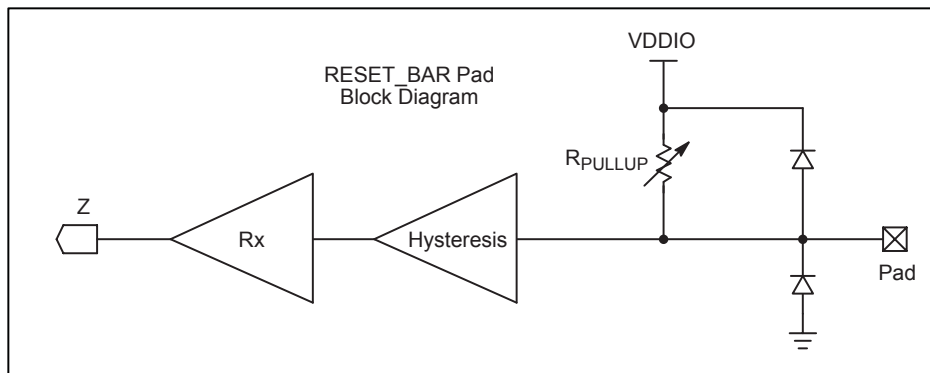 VDDIO
RESET_BAR Pad
Block Diagram
RPULLUP
Z
Rx
Hysteresis
Pad